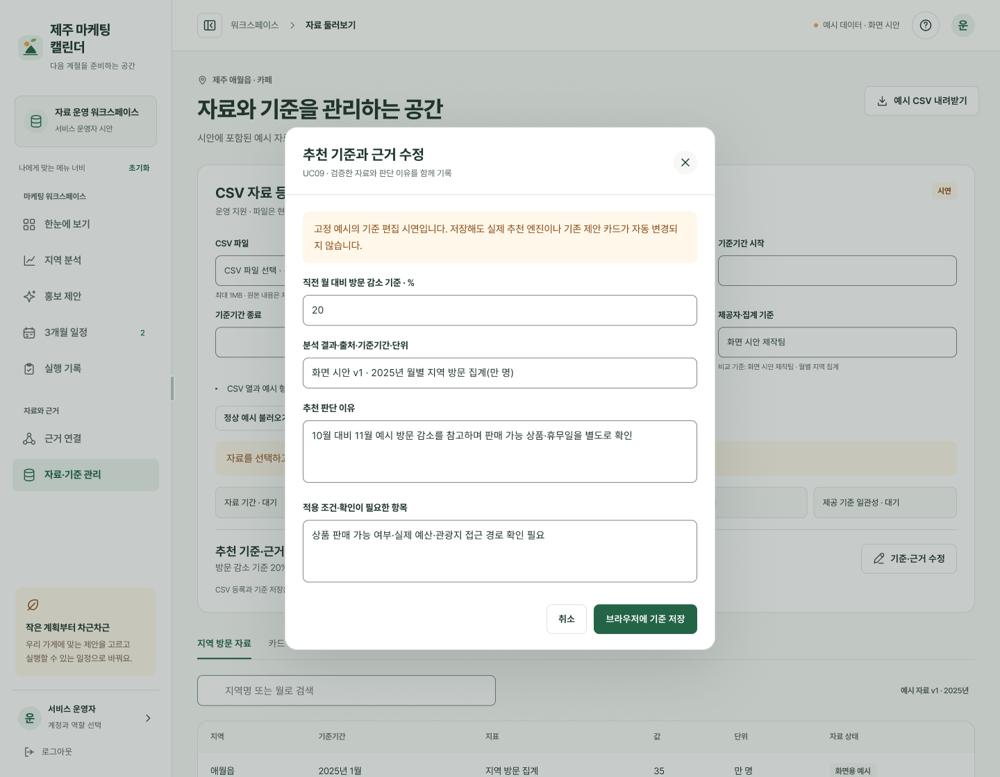 제주 마케팅
캘린더
다음 계절을 준비하는 공간
자료 운영 워크스페이스
서비스 운영자 시안
나에게 맞는 메뉴 너비
초기화
마케팅 워크스페이스
한눈에 보기
지역 분석
홍보 제안
3개월 일정
2
실행 기록
자료와 근거
근거 연결
자료·기준 관리
작은 계획부터 차근차근
우리 가게에 맞는 제안을 고르고
실행할 수 있는 일정으로 바꿔요.
운
서비스 운영자
계정과 역할 선택
로그아웃
워크스페이스
자료 둘러보기
예시 데이터 · 화면 시안
운
제주 애월읍 · 카페
자료와 기준을 관리하는 공간
시안에 포함된 예시
예시 CSV 내려받기
CSV 자료
운영 지원 · 파일은
시연
CSV 파일
CSV 파일 선택 ·
최대 1MB · 원본 내용은
기준기간 시작
기준기간 종료
제공자·집계 기준
화면 시안 제작팀
비교 기준: 화면 시안 제작팀 · 월별 지역 집계
CSV 열과 예시
정상 예시 불러오기
자료를 선택하고
자료 기간 · 대기
제공 기준 일관성 · 대기
추천 기준·근거
방문 감소 기준 20%
CSV 등록과 기준 저장은
기준·근거 수정
추천 기준과 근거 수정
UC09 · 검증한 자료와 판단 이유를 함께 기록
고정 예시의 기준 편집 시연입니다. 저장해도 실제 추천 엔진이나 기존 제안 카드가 자동 변경되
지 않습니다.
직전 월 대비 방문 감소 기준 · %
20
분석 결과·출처·기준기간·단위
화면 시안 v1 · 2025년 월별 지역 방문 집계(만 명)
추천 판단 이유
10월 대비 11월 예시 방문 감소를 참고하며 판매 가능 상품·휴무일을 별도로 확인
적용 조건·확인이 필요한 항목
상품 판매 가능 여부·실제 예산·관광지 접근 경로 확인 필요
취소
브라우저에 기준 저장
지역 방문 자료
카드
지역명 또는 월로 검색
예시 자료 v1 · 2025년
지역
기준기간
지표
값
단위
자료 상태
애월읍
2025년 1월
지역 방문 집계
35
만 명
화면용 예시